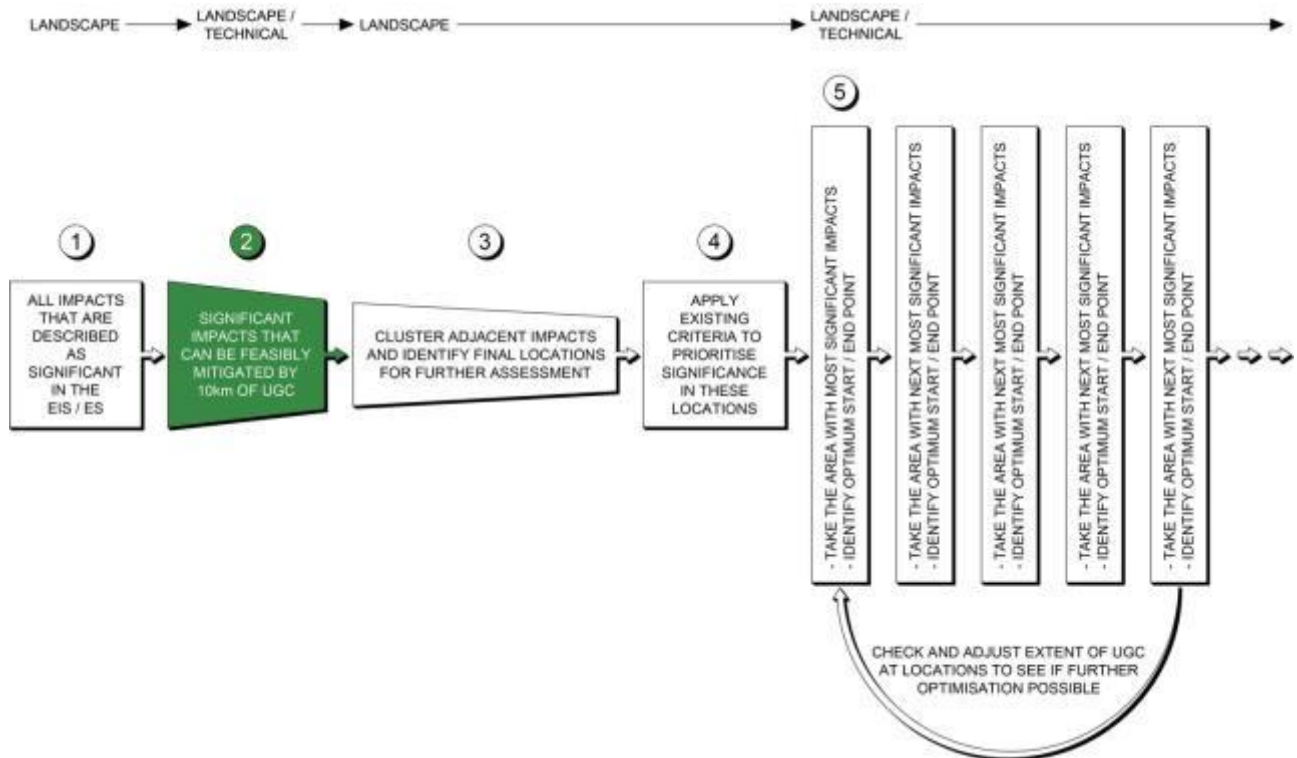 LANDSCAPE
LANDSCAPE /
TECHNICAL
LANDSCAPE
LANDSCAPE /
TECHNICAL
1
ALL IMPACTS
THAT ARE
DESCRIBED
AS
SIGNIFICANT
IN THE
EIS / ES
2
SIGNIFICANT
IMPACTS THAT
CAN BE FEASIBLY
MITIGATED BY
10km OF UGC
3
CLUSTER ADJACENT IMPACTS
AND IDENTIFY FINAL LOCATIONS
FOR FURTHER ASSESSMENT
4
APPLY
EXISTING
CRITERIA TO
PRIORITISE
SIGNIFICANCE
IN THESE
LOCATIONS
5
- TAKE THE AREA WITH MOST SIGNIFICANT IMPACTS
- IDENTIFY OPTIMUM START / END POINT
- TAKE THE AREA WITH NEXT MOST SIGNIFICANT IMPACTS
- IDENTIFY OPTIMUM START / END POINT
- TAKE THE AREA WITH NEXT MOST SIGNIFICANT IMPACTS
- IDENTIFY OPTIMUM START / END POINT
- TAKE THE AREA WITH NEXT MOST SIGNIFICANT IMPACTS
- IDENTIFY OPTIMUM START / END POINT
- TAKE THE AREA WITH NEXT MOST SIGNIFICANT IMPACTS
- IDENTIFY OPTIMUM START / END POINT
CHECK AND ADJUST EXTENT OF UGC
AT LOCATIONS TO SEE IF FURTHER
OPTIMISATION POSSIBLE